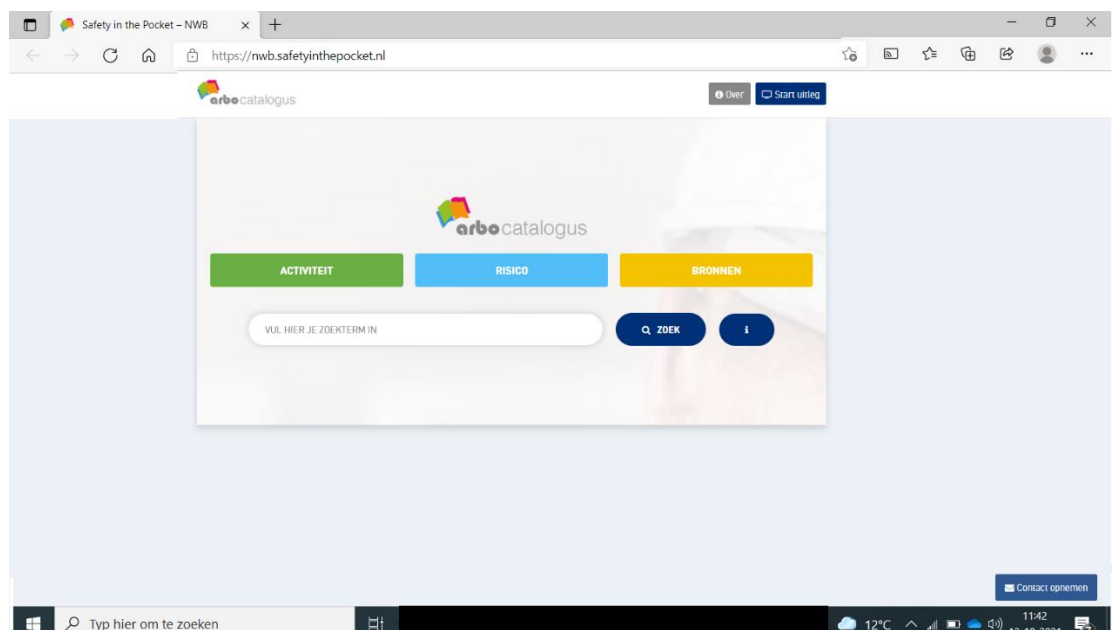 Safety in the Pocket – NWB
https://nwb.safetyinthepocket.nl
arbocatalogus
Over
Start uitleg
arbocatalogus
ACTIVITEIT
RISICO
BRONNEN
VUL HIER JE ZOEKTERM IN
ZOEK
i
Contact opnemen
Typ hier om te zoeken
12°C
11:42